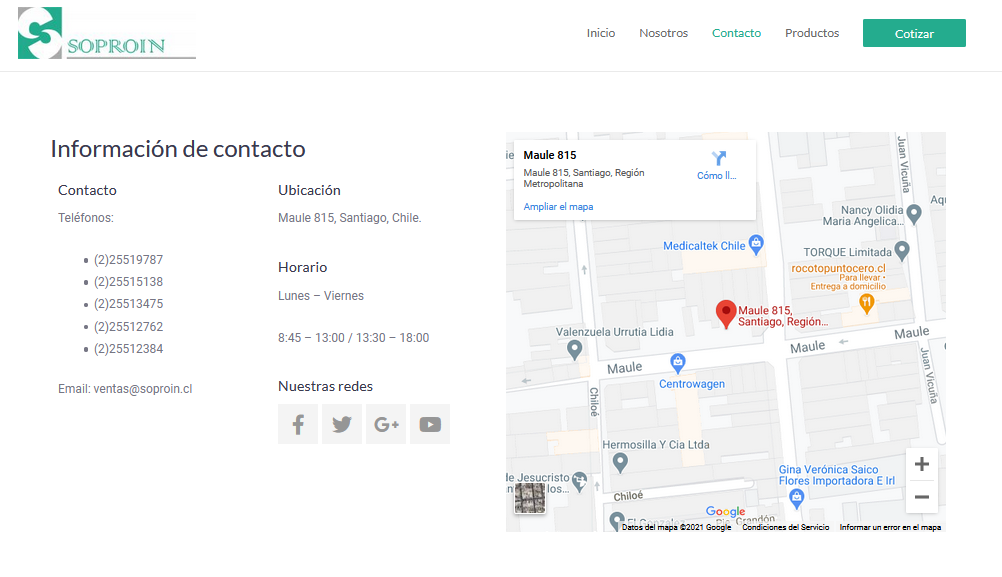 SOPROIN
Inicio
Nosotros
Contacto
Productos
Cotizar
Información de contacto
Contacto
Teléfonos:
(2)25519787
(2)25515138
(2)25513475
(2)25512762
(2)25512384
Email: ventas@soproin.cl
Ubicación
Maule 815, Santiago, Chile.
Horario
Lunes – Viernes
8:45 – 13:00 / 13:30 – 18:00
Nuestras redes
Maule 815
Maule 815, Santiago, Región
Metropolitana
Ampliar el mapa
Cómo ll...
Juan Vicuña
Nancy Olidia
Maria Angelica...
Medicaltek Chile
TORQUE Limitada
rocotopuntocero.cl
Para llevar •
Entrega a domicilio
Maule 815,
Santiago, Región...
Valenzuela Urrutia Lidia
Maule
Maule
Maule
Centrowagen
Juan Vicuña
Chiloé
Hermosilla Y Cia Ltda
de Jesucristo
los...
Gina Verónica Saico
Flores Importadora E Irl
Chiloé
Google
Datos del mapa ©2021 Google
Condiciones del Servicio
Informar un error en el mapa